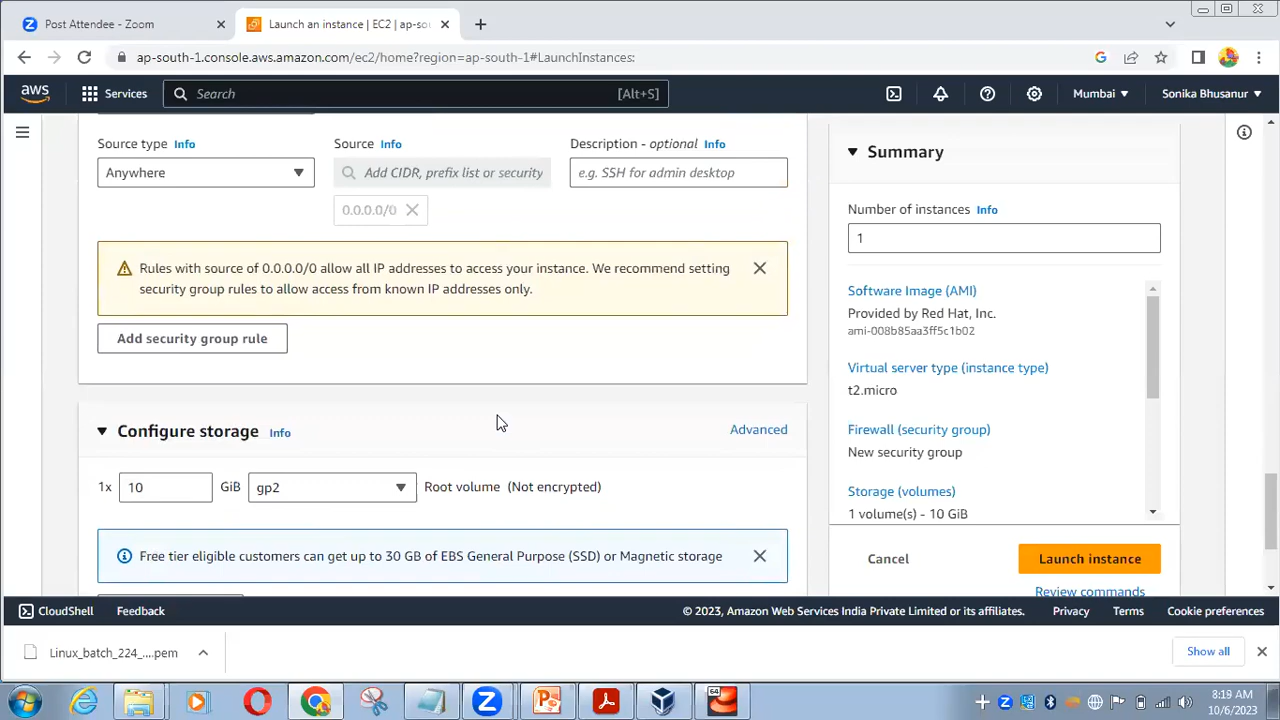 Post Attendee - Zoom
Launch an instance | EC2 | ap-sou
ap-south-1.console.aws.amazon.com/ec2/home?region=ap-south-1#LaunchInstances:
aws
Services
Search
[Alt+S]
Mumbai
Sonika Bhusanur
Source type Info
Source Info
Description - optional Info
Anywhere
Add CIDR, prefix list or security
e.g. SSH for admin desktop
0.0.0.0/0
Rules with source of 0.0.0.0/0 allow all IP addresses to access your instance. We recommend setting
security group rules to allow access from known IP addresses only.
Add security group rule
Configure storage Info
Advanced
1x 10 GiB gp2 Root volume (Not encrypted)
Free tier eligible customers can get up to 30 GB of EBS General Purpose (SSD) or Magnetic storage
Summary
Number of instances Info
1
Software Image (AMI)
Provided by Red Hat, Inc.
ami-008b85aa3ff5c1b02
Virtual server type (instance type)
t2.micro
Firewall (security group)
New security group
Storage (volumes)
1 volume(s) - 10 GiB
Cancel
Launch instance
Review commands
CloudShell
Feedback
© 2023, Amazon Web Services India Private Limited or its affiliates.
Privacy
Terms
Cookie preferences
Linux_batch_224_....pem
Show all
64
8:19 AM
10/6/2023